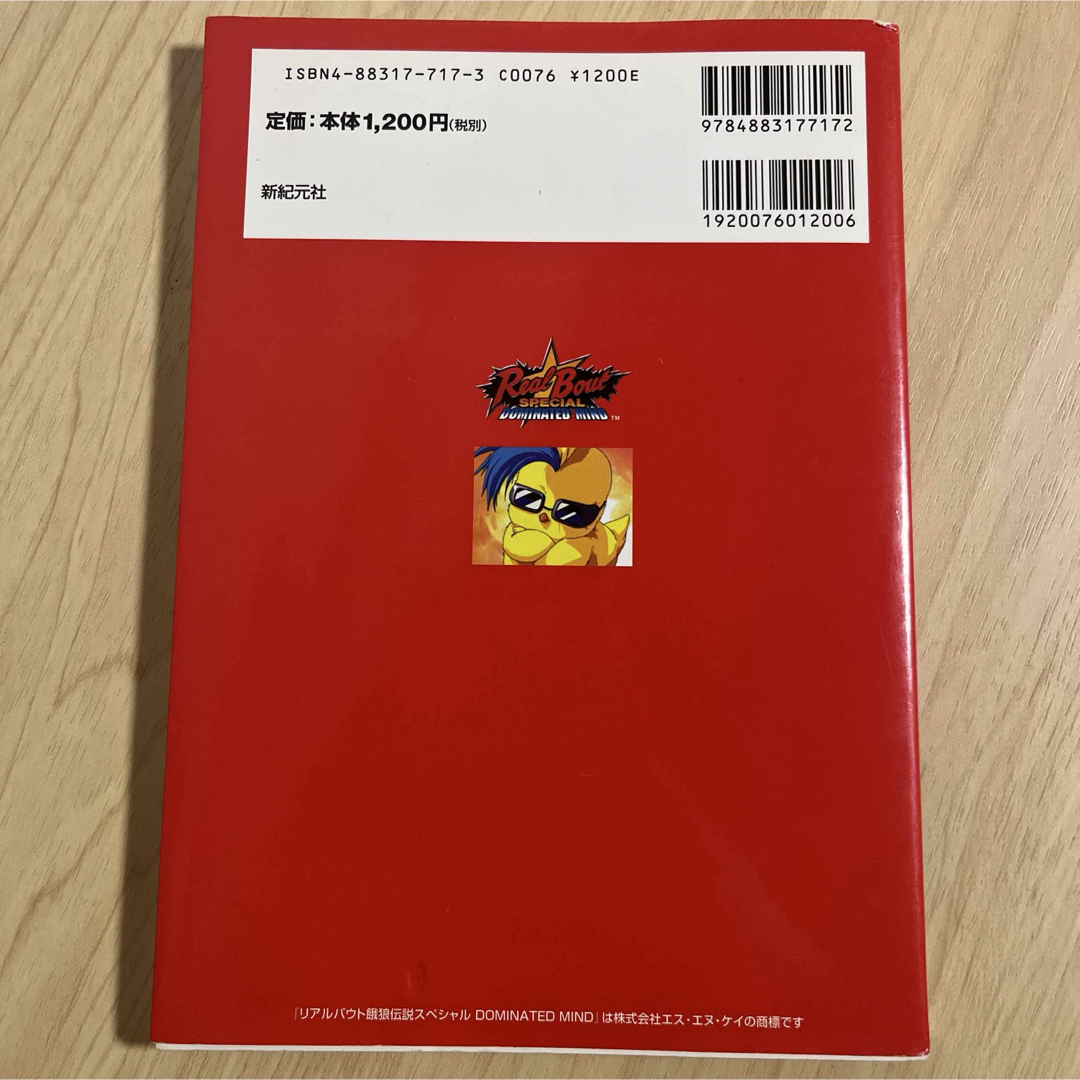 ISBN4-88317-717-3 C0076 ¥1200E
定価：本体1,200円(税別)
新紀元社
9784883177172
1920076012006
Real Bout
SPECIAL
DOMINATED MIND™
『リアルバウト餓狼伝説スペシャル DOMINATED MIND』は株式会社エス・エヌ・ケイの商標です